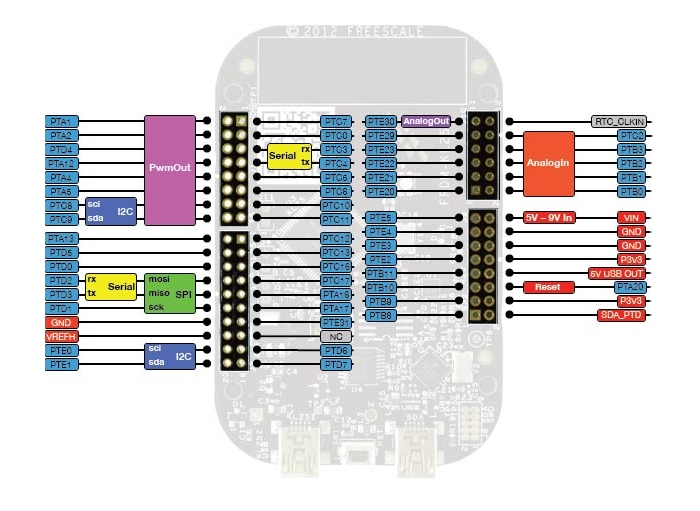 © 2012 FREESCALE
PTA1
PTA2
PTD4
PTA12
PTA4
PTA5
PTC8
PTC9
PwmOut
sci
sda
I2C
PTC7
PTC0
PTC3
PTC4
PTC5
PTC6
PTC10
PTC11
Serial
rx
tx
PTE30
PTE29
PTE23
PTE22
PTE21
PTE20
AnalogOut
RTC_CLKIN
PTC2
PTB3
PTB2
PTB1
PTB0
AnalogIn
PTA13
PTD5
PTD0
PTD2
PTD3
PTD1
GND
VREFH
PTE0
PTE1
rx
tx
Serial
mosi
miso
sck
SPI
sci
sda
I2C
PTC12
PTC13
PTC16
PTC17
PTA16
PTA17
PTE31
NC
PTD6
PTD7
PTE5
PTE4
PTE3
PTE2
PTB11
PTB10
PTB9
PTB8
5V – 9V In
VIN
GND
GND
P3V3
5V USB OUT
Reset
PTA20
P3V3
SDA_PTD